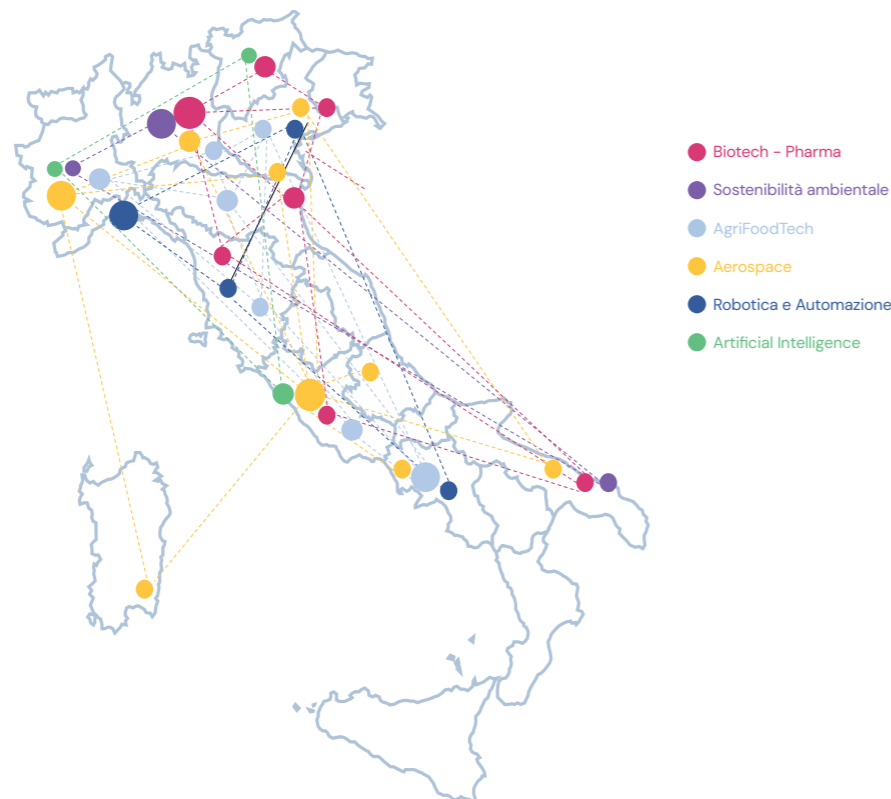 Biotech - Pharma
Sostenibilità ambientale
AgriFoodTech
Aerospace
Robotica e Automazione
Artificial Intelligence